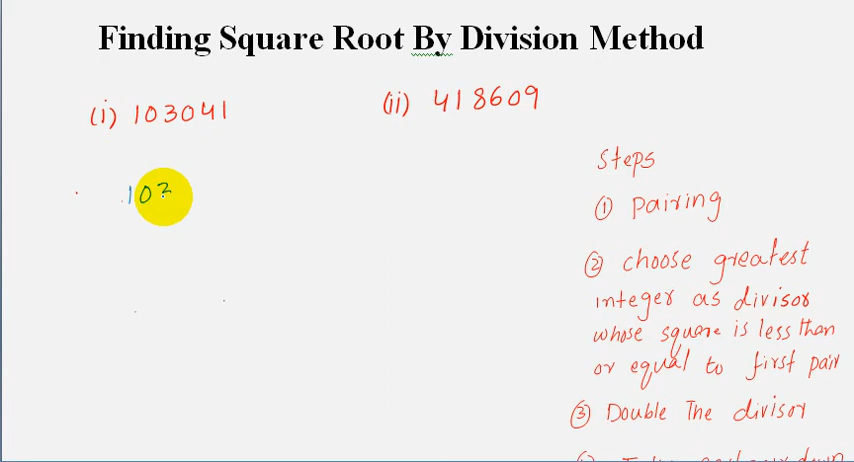 Finding Square Root By Division Method
(i) 103041
(ii) 418609
103
Steps
① Pairing
② choose greatest
integer as divisor
whose square is less than
or equal to first pair
③ Double The divisor